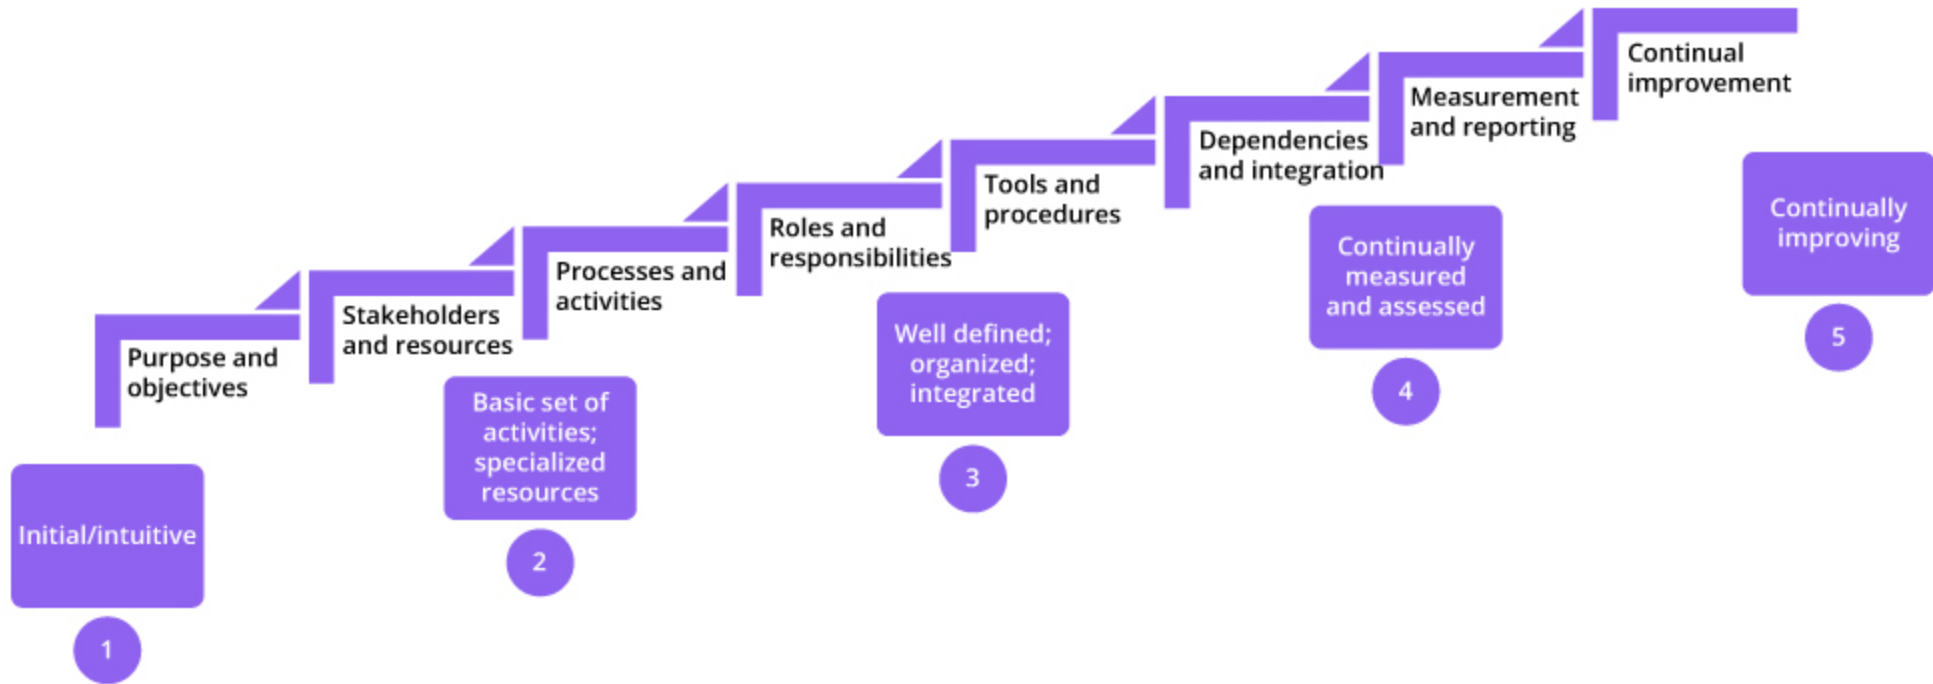 Purpose and
objectives
Stakeholders
and resources
Processes and
activities
Roles and
responsibilities
Tools and
procedures
Dependencies
and integration
Measurement
and reporting
Continual
improvement
Initial/intuitive
1
Basic set of
activities;
specialized
resources
2
Well defined;
organized;
integrated
3
Continually
measured
and assessed
4
Continually
improving
5